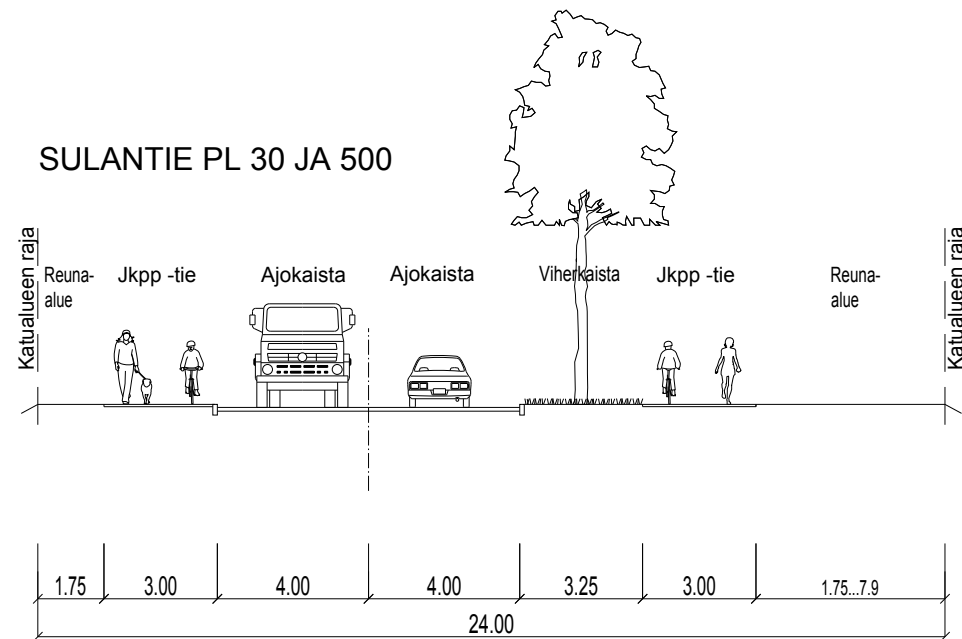 SULANTIE PL 30 JA 500
Katualueen raja
Reuna-
alue
Jkpp -tie
Ajokaista
Ajokaista
Viherkaista
Jkpp -tie
Reuna-
alue
Katualueen raja
1.75
3.00
4.00
4.00
3.25
3.00
1.75...7.9
24.00